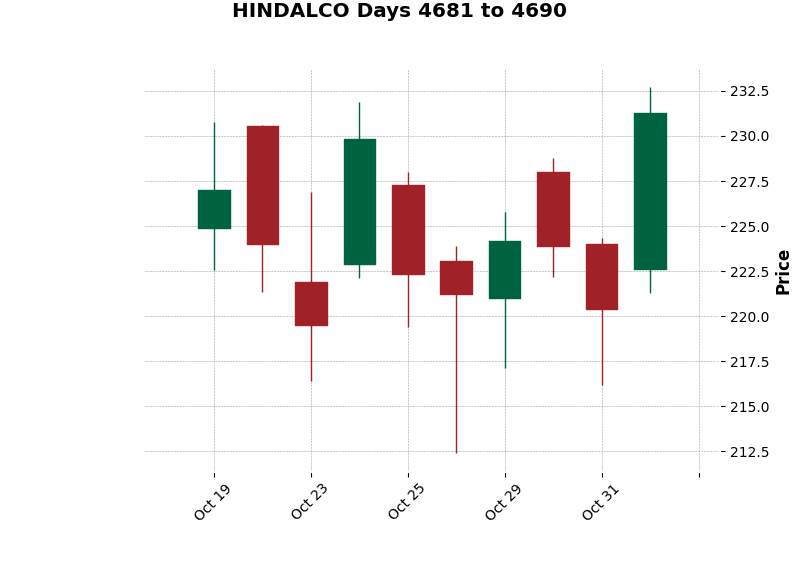 HINDALCO Days 4681 to 4690
232.5
230.0
227.5
225.0
222.5
220.0
217.5
215.0
212.5
Price
Oct 19
Oct 23
Oct 25
Oct 29
Oct 31